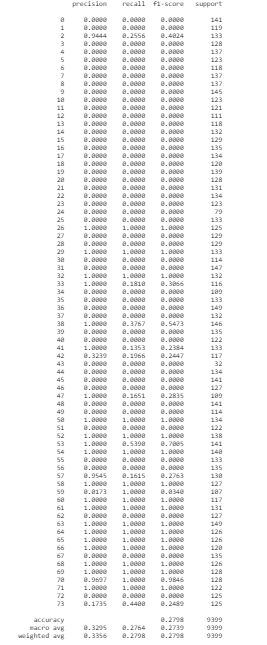 precision recall f1-score support
0 0.0000 0.0000 0.0000 141
1 0.0000 0.0000 0.0000 119
2 0.9444 0.2556 0.4024 133
3 0.0000 0.0000 0.0000 128
4 0.0000 0.0000 0.0000 137
5 0.0000 0.0000 0.0000 123
6 0.0000 0.0000 0.0000 118
7 0.0000 0.0000 0.0000 137
8 0.0000 0.0000 0.0000 137
9 0.0000 0.0000 0.0000 145
10 0.0000 0.0000 0.0000 123
11 0.0000 0.0000 0.0000 121
12 0.0000 0.0000 0.0000 111
13 0.0000 0.0000 0.0000 118
14 0.0000 0.0000 0.0000 132
15 0.0000 0.0000 0.0000 129
16 0.0000 0.0000 0.0000 135
17 0.0000 0.0000 0.0000 134
18 0.0000 0.0000 0.0000 120
19 0.0000 0.0000 0.0000 139
20 0.0000 0.0000 0.0000 128
21 0.0000 0.0000 0.0000 131
22 0.0000 0.0000 0.0000 134
23 0.0000 0.0000 0.0000 123
24 0.0000 0.0000 0.0000 79
25 0.0000 0.0000 0.0000 133
26 1.0000 1.0000 1.0000 125
27 0.0000 0.0000 0.0000 129
28 0.0000 0.0000 0.0000 129
29 1.0000 1.0000 1.0000 133
30 0.0000 0.0000 0.0000 114
31 0.0000 0.0000 0.0000 147
32 1.0000 1.0000 1.0000 132
33 1.0000 0.1810 0.3066 116
34 0.0000 0.0000 0.0000 109
35 0.0000 0.0000 0.0000 133
36 0.0000 0.0000 0.0000 149
37 0.0000 0.0000 0.0000 132
38 1.0000 0.3767 0.5473 146
39 0.0000 0.0000 0.0000 135
40 0.0000 0.0000 0.0000 122
41 1.0000 0.1353 0.2384 133
42 0.3239 0.1966 0.2447 117
43 0.0000 0.0000 0.0000 32
44 0.0000 0.0000 0.0000 134
45 0.0000 0.0000 0.0000 141
46 0.0000 0.0000 0.0000 127
47 1.0000 0.1651 0.2835 109
48 0.0000 0.0000 0.0000 141
49 0.0000 0.0000 0.0000 114
50 1.0000 1.0000 1.0000 134
51 0.0000 0.0000 0.0000 122
52 1.0000 1.0000 1.0000 138
53 1.0000 0.5390 0.7005 141
54 1.0000 1.0000 1.0000 140
55 0.0000 0.0000 0.0000 133
56 0.0000 0.0000 0.0000 135
57 0.9545 0.1615 0.2763 130
58 1.0000 1.0000 1.0000 127
59 0.0173 1.0000 0.0340 107
60 1.0000 1.0000 1.0000 117
61 1.0000 1.0000 1.0000 131
62 0.0000 0.0000 0.0000 127
63 1.0000 1.0000 1.0000 149
64 1.0000 1.0000 1.0000 126
65 1.0000 1.0000 1.0000 126
66 1.0000 1.0000 1.0000 120
67 0.0000 0.0000 0.0000 135
68 1.0000 1.0000 1.0000 126
69 1.0000 1.0000 1.0000 128
70 0.9697 1.0000 0.9846 128
71 1.0000 1.0000 1.0000 122
72 0.0000 0.0000 0.0000 125
73 0.1735 0.4400 0.2489 125
accuracy 0.2798 9399
macro avg 0.3295 0.2764 0.2739 9399
weighted avg 0.3356 0.2798 0.2798 9399